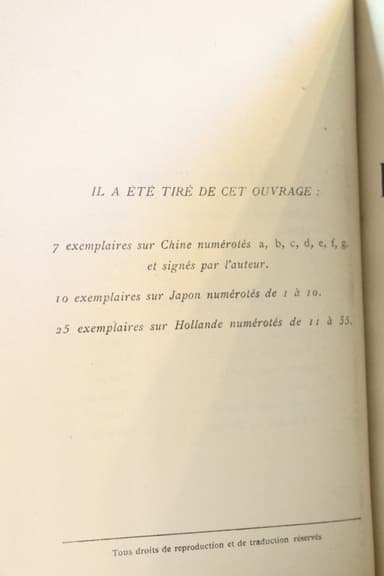 IL A ÉTÉ TIRÉ DE CET OUVRAGE :
7 exemplaires sur Chine numérotés a, b, c, d, e, f, g.
et signés par l'auteur.
10 exemplaires sur Japon numérotés de 1 à 10.
25 exemplaires sur Hollande numérotés de 11 à 35.
Tous droits de reproduction et de traduction réservés